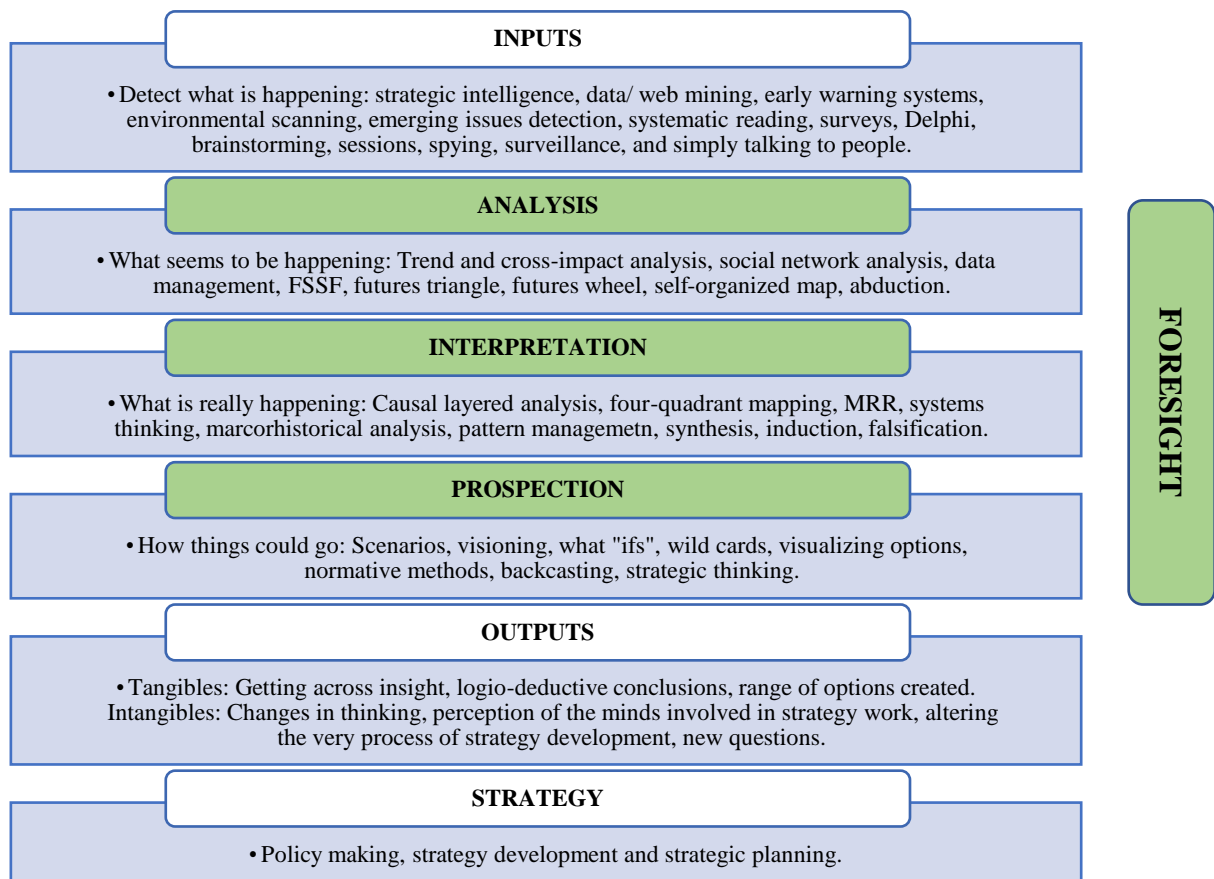 INPUTS
• Detect what is happening: strategic intelligence, data/ web mining, early warning systems,
environmental scanning, emerging issues detection, systematic reading, surveys, Delphi,
brainstorming, sessions, spying, surveillance, and simply talking to people.
ANALYSIS
• What seems to be happening: Trend and cross-impact analysis, social network analysis, data
management, FSSF, futures triangle, futures wheel, self-organized map, abduction.
INTERPRETATION
• What is really happening: Causal layered analysis, four-quadrant mapping, MRR, systems
thinking, marcorhistorical analysis, pattern managemetn, synthesis, induction, falsification.
PROSPECTION
• How things could go: Scenarios, visioning, what "ifs", wild cards, visualizing options,
normative methods, backcasting, strategic thinking.
OUTPUTS
• Tangibles: Getting across insight, logio-deductive conclusions, range of options created.
Intangibles: Changes in thinking, perception of the minds involved in strategy work, altering
the very process of strategy development, new questions.
STRATEGY
• Policy making, strategy development and strategic planning.
FORESIGHT